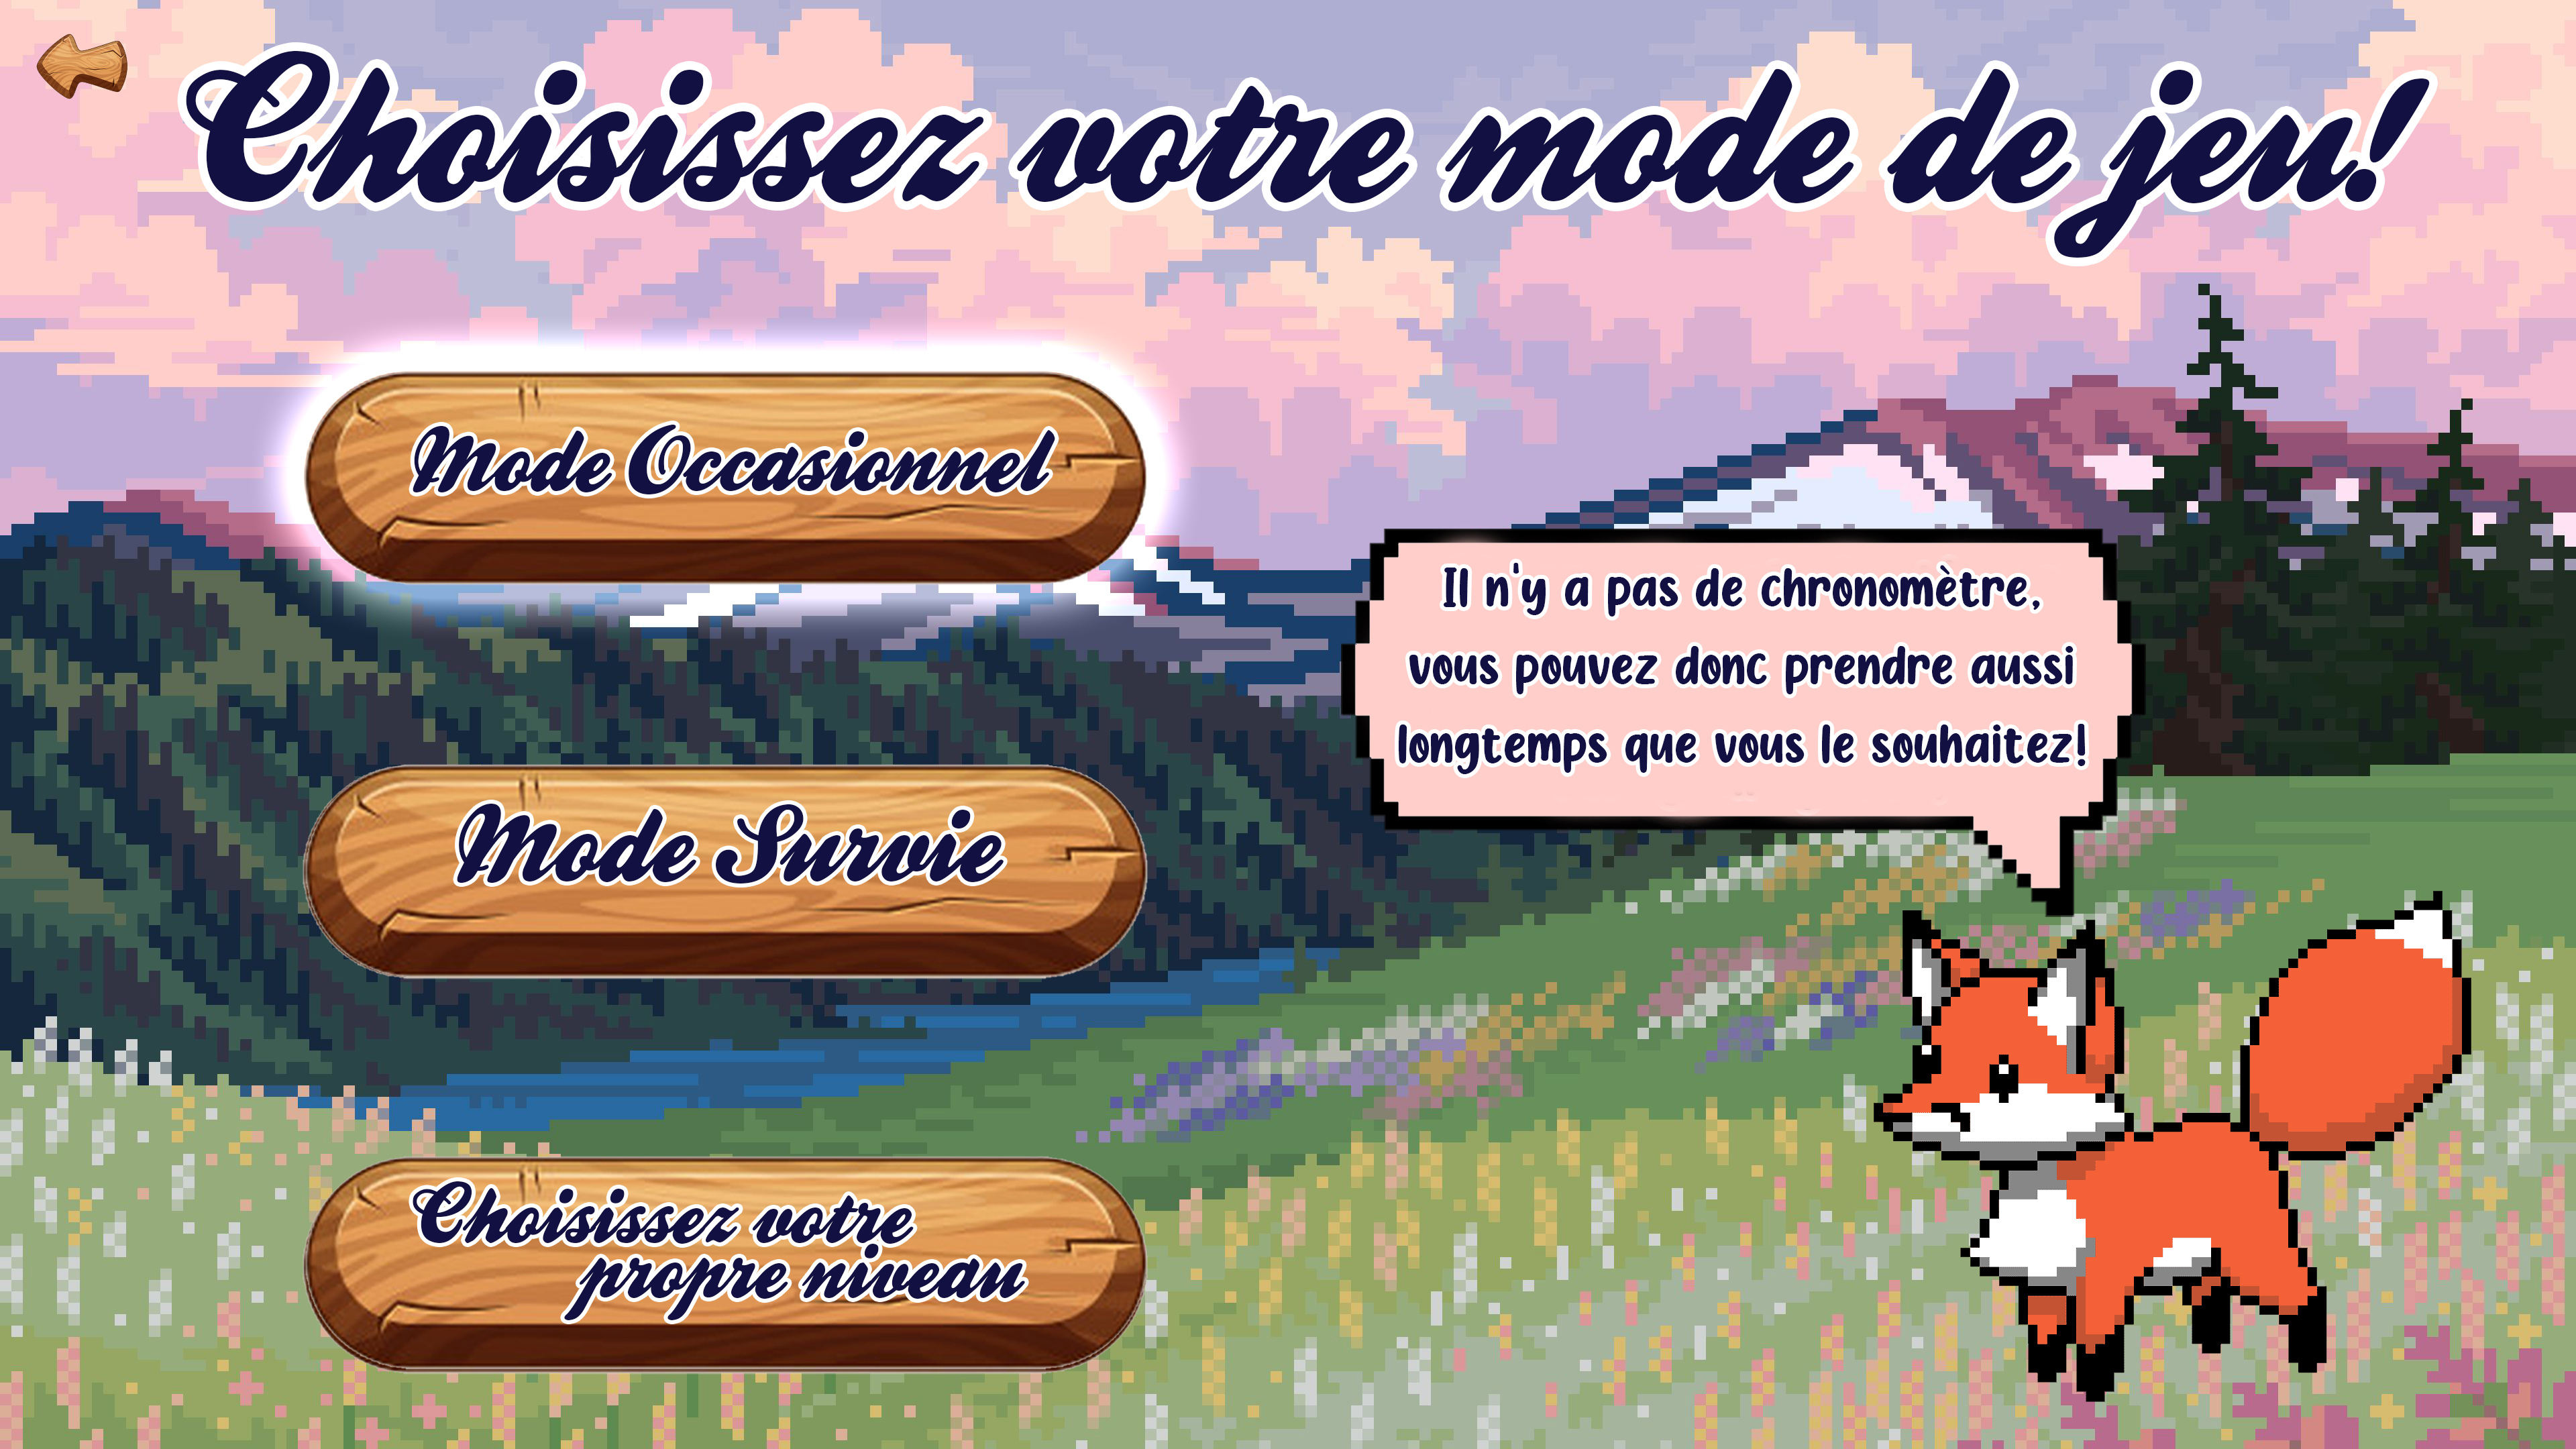 Choisissez votre mode de jeu!
Mode Occasionnel
Il n'y a pas de chronomètre,
vous pouvez donc prendre aussi
longtemps que vous le souhaitez!
Mode Survie
Choisissez votre
propre niveau